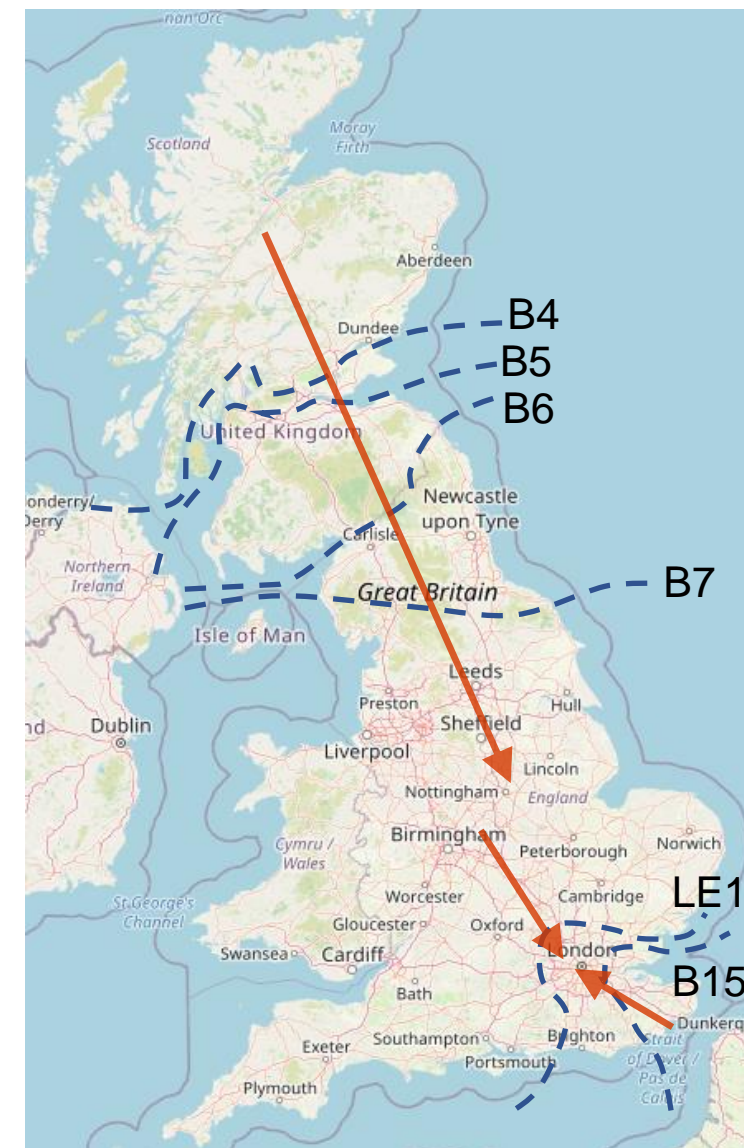 nan Orc
Moray
Firth
Scotland
Aberdeen
B4
Dundee
B5
B6
United Kingdom
onderry/
Derry
Newcastle
upon Tyne
Carlisle
Northern
Ireland
B7
Great Britain
Isle of Man
Leeds
Preston
Hull
nd
Dublin
Sheffield
Liverpool
Lincoln
Nottingham
England
Birmingham
Norwich
Cymru /
Wales
Peterborough
LE1
Worcester
Cambridge
St George's
Channel
Gloucester
Oxford
Swansea
Cardiff
London
B15
Bath
Dunkerq
Southampton
Brighton
Strait
of Dover /
Pas de
Calais
Exeter
Portsmouth
Plymouth